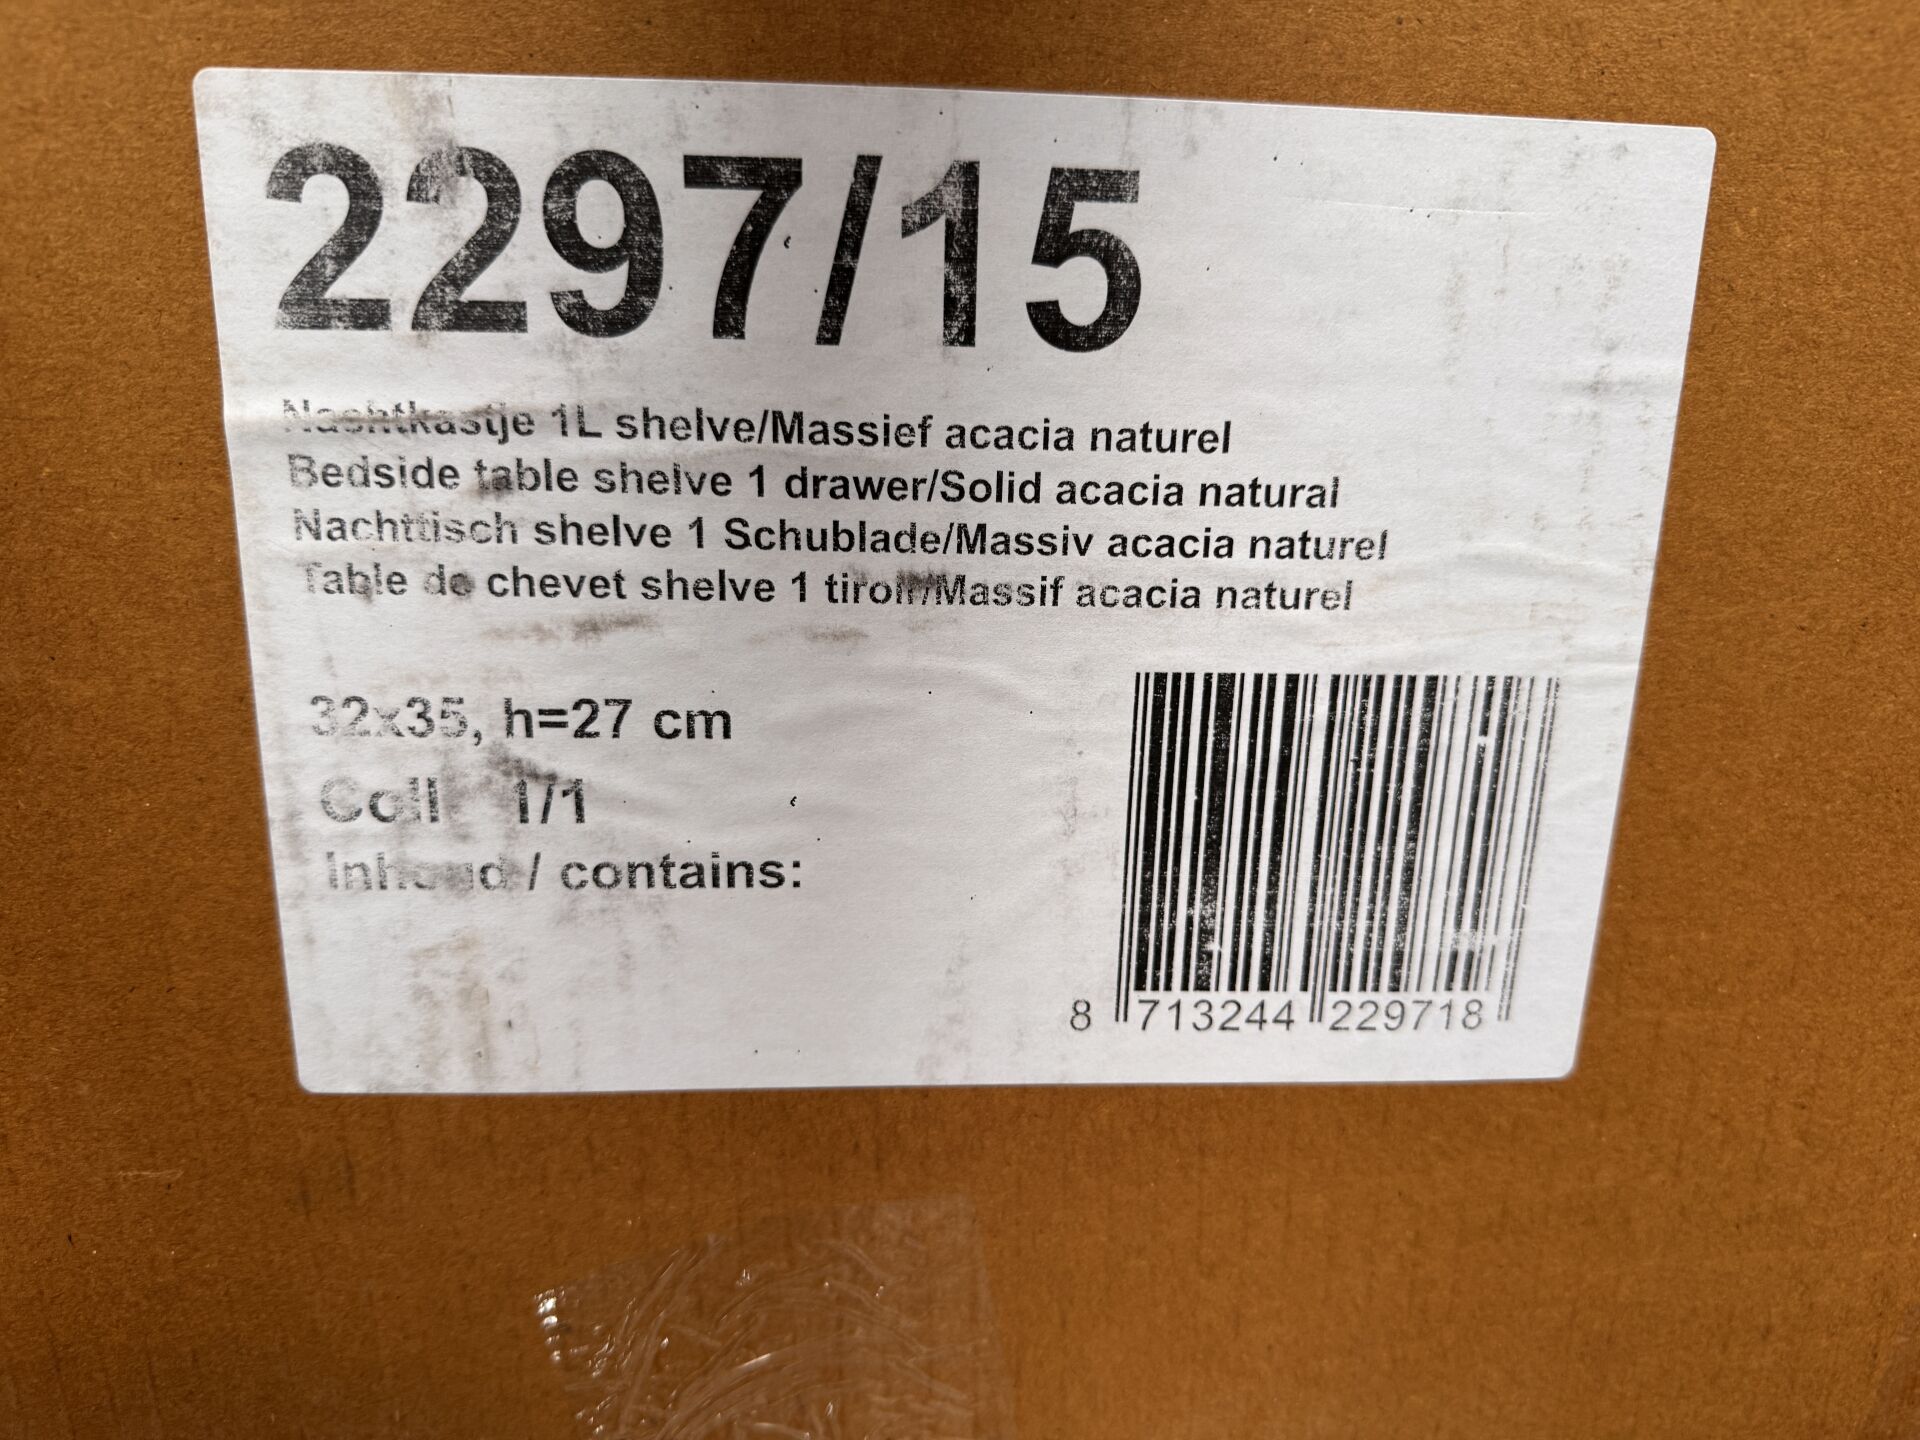 2297/15
Nachtkastje 1L shelve/Massief acacia naturel
Bedside table shelve 1 drawer/Solid acacia natural
Nachttisch shelve 1 Schublade/Massiv acacia naturel
Table de chevet shelve 1 tiroir/Massif acacia naturel
32x35, h=27 cm
Coll 1/1
Inhoud / contains:
8 713244 229718